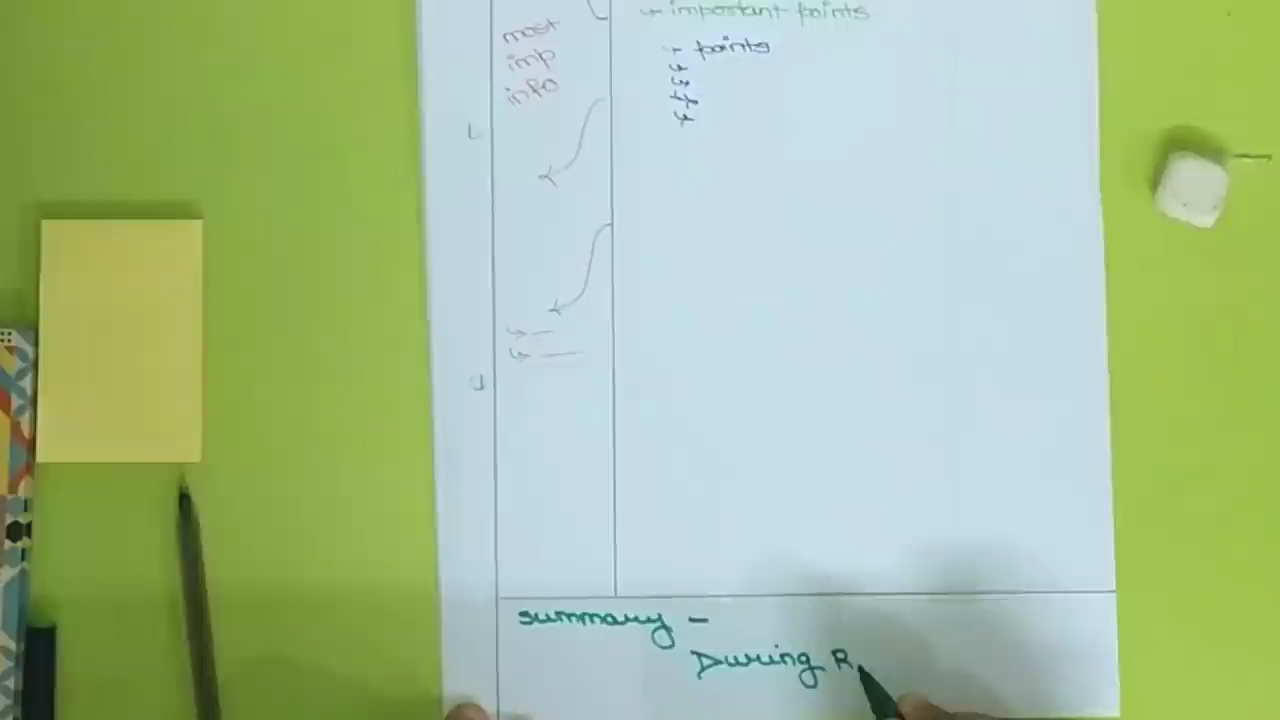 most
imp
info
→ important points
→ points
summary -
During R